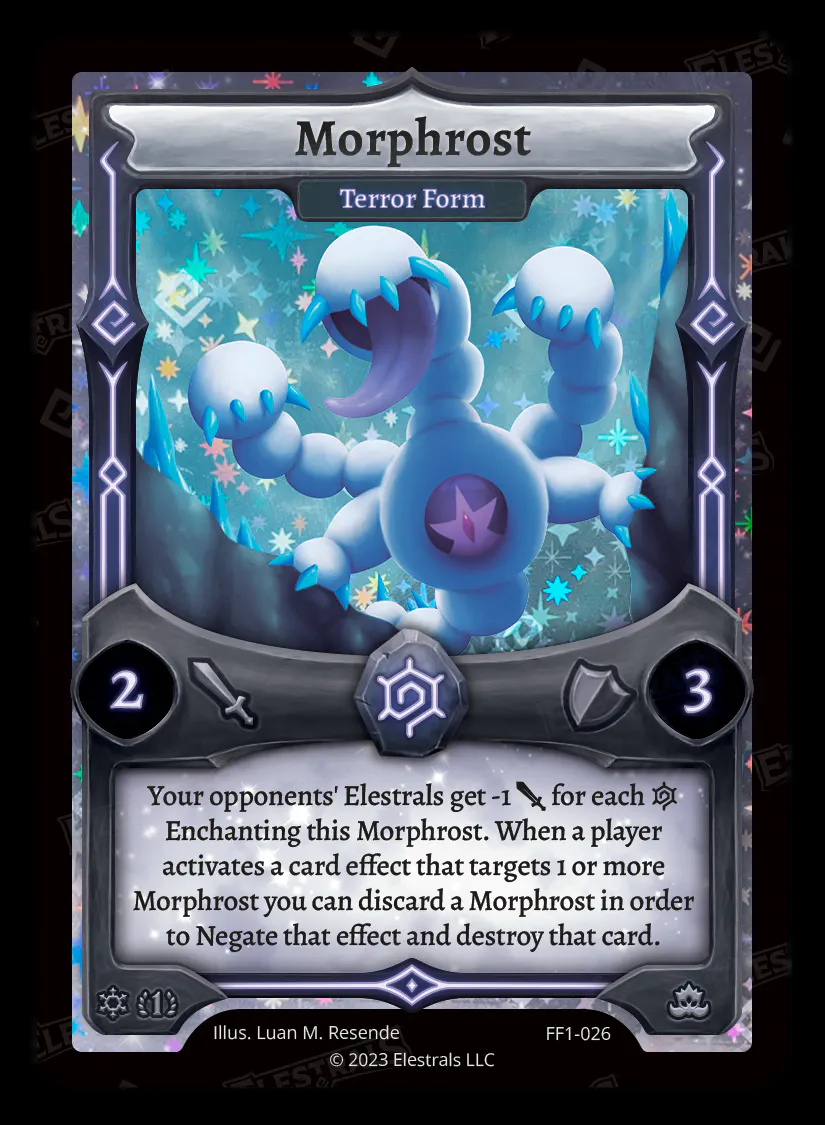 Morphrost
Terror Form
2
3
Your opponents' Elestrals get -1 for each
Enchanting this Morphrost. When a player
activates a card effect that targets 1 or more
Morphrost you can discard a Morphrost in order
to Negate that effect and destroy that card.
1
Illus. Luan M. Resende
FF1-026
© 2023 Elestrals LLC